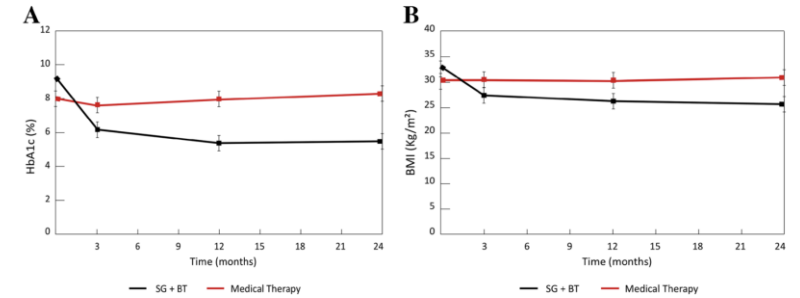 A
12
10
8
6
4
2
0
HbA1c (%)
3 6 9 12 15 18 21 24
Time (months)
SG + BT Medical Therapy
B
40
35
30
25
20
15
10
5
0
BMI (Kg/m²)
3 6 9 12 15 18 21 24
Time (months)
SG + BT Medical Therapy